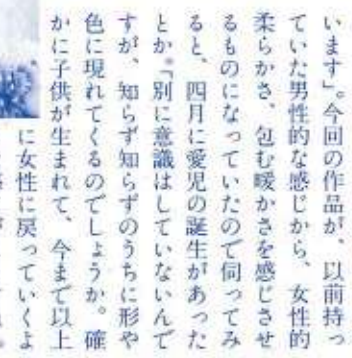 います」。今回の作品が、以前持っ
ていた男性的な感じから、女性的
柔らかさ、包む暖かさを感じさせ
るものになっていたので伺ってみ
ると、四月に愛児の誕生があった
とか。「別に意識はしていないんで
すが、知らず知らずのうちに形や
色に現れてくるのでしょうか。確
かに子供が生まれて、今まで以上
に女性に戻っていくよ